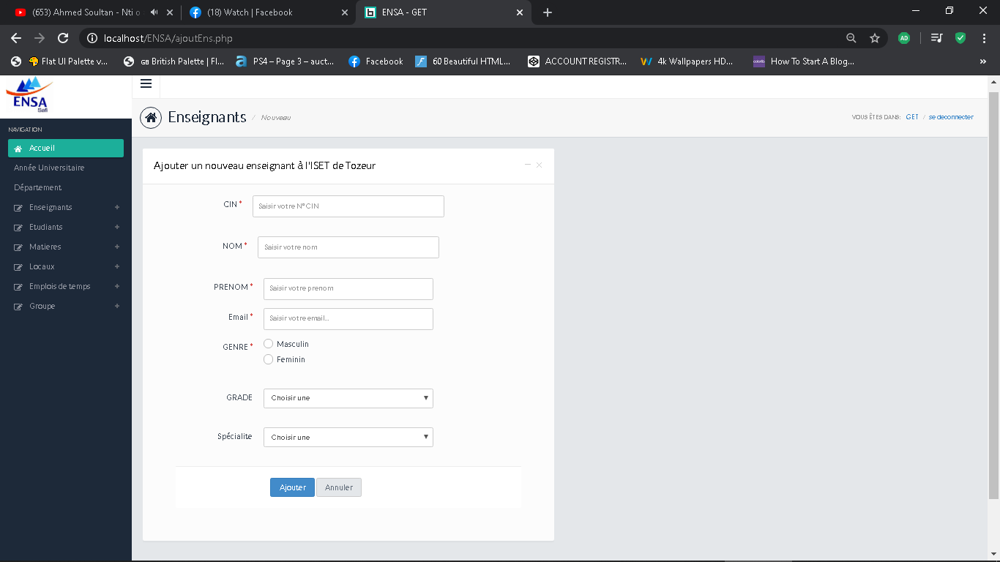 (653) Ahmed Soultan - Nti o
(18) Watch | Facebook
ENSA - GET
localhost/ENSA/ajoutEns.php
AD
Flat UI Palette v...
GB British Palette | Fl...
PS4 – Page 3 – auct...
Facebook
60 Beautiful HTML...
ACCOUNT REGISTR...
4k Wallpapers HD...
How To Start A Blog...
»
ENSA
Safi
Enseignants / Nouveau
VOUS ÊTES DANS: GET / se deconnecter
NAVIGATION
Accueil
Année Universitaire
Département
Enseignants +
Etudiants +
Matieres +
Locaux +
Emplois de temps +
Groupe +
Ajouter un nouveau enseignant à l'ISET de Tozeur
CIN * Saisir votre N° CIN
NOM * Saisir votre nom
PRENOM * Saisir votre prenom
Email * Saisir votre email...
GENRE * Masculin
Feminin
GRADE Choisir une
Spécialite Choisir une
Ajouter Annuler